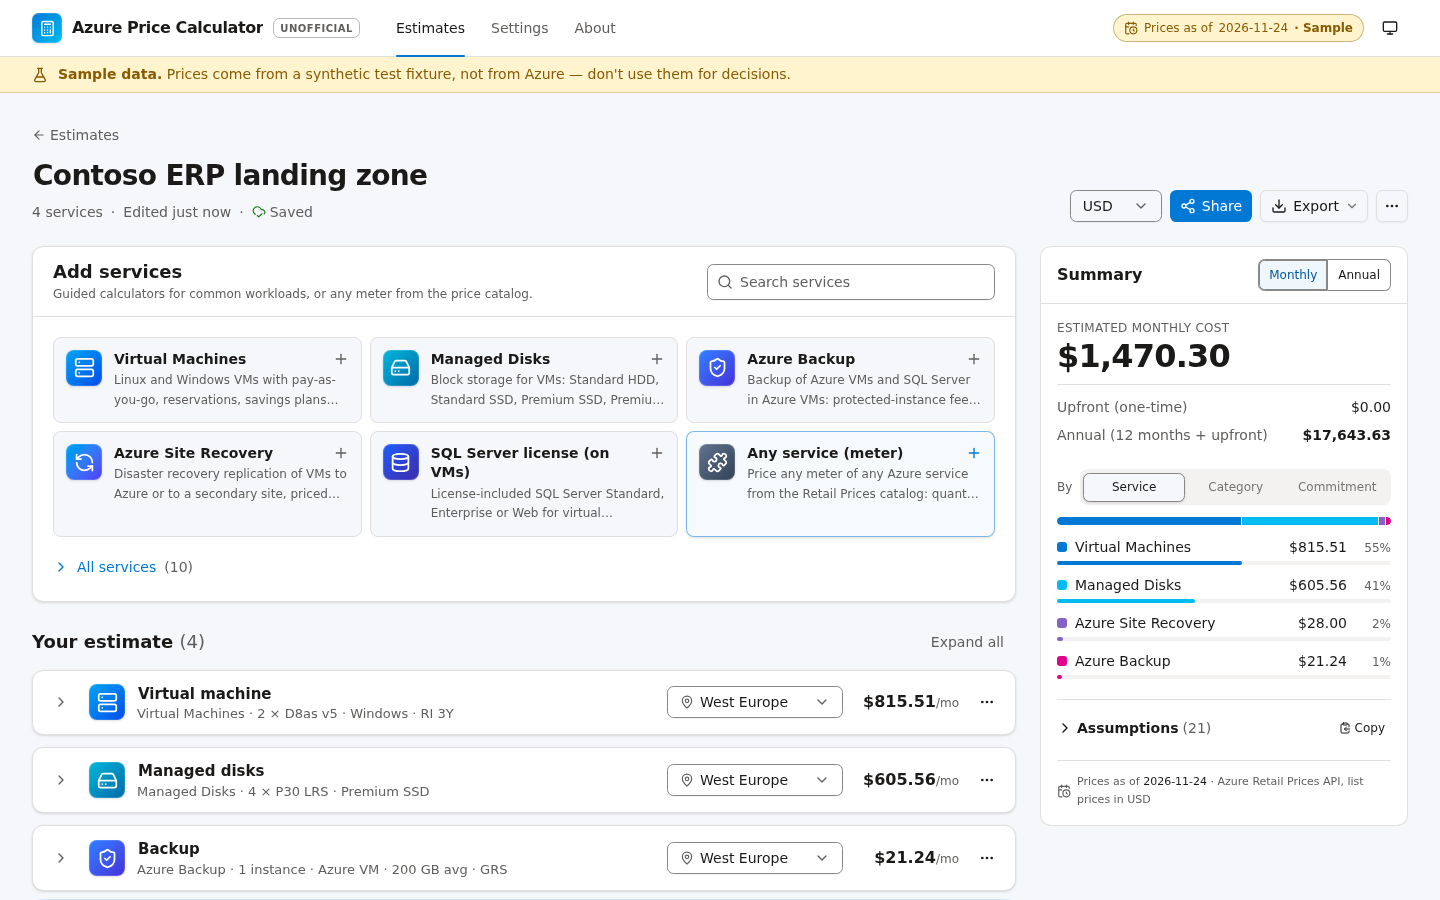 Azure Price Calculator UNOFFICIAL Estimates Settings About Prices as of 2026-11-24 · Sample
Sample data. Prices come from a synthetic test fixture, not from Azure — don't use them for decisions.
Estimates
Contoso ERP landing zone
4 services · Edited just now · Saved
USD Share Export
Add services
Guided calculators for common workloads, or any meter from the price catalog.
Search services
Virtual Machines
Linux and Windows VMs with pay-as-
you-go, reservations, savings plans…
Managed Disks
Block storage for VMs: Standard HDD,
Standard SSD, Premium SSD, Premiu…
Azure Backup
Backup of Azure VMs and SQL Server
in Azure VMs: protected-instance fee…
Azure Site Recovery
Disaster recovery replication of VMs to
Azure or to a secondary site, priced…
SQL Server license (on
VMs)
License-included SQL Server Standard,
Enterprise or Web for virtual…
Any service (meter)
Price any meter of any Azure service
from the Retail Prices catalog: quant…
All services (10)
Your estimate (4)
Expand all
Virtual machine
Virtual Machines · 2 × D8as v5 · Windows · RI 3Y
West Europe
$815.51/mo
Managed disks
Managed Disks · 4 × P30 LRS · Premium SSD
West Europe
$605.56/mo
Backup
Azure Backup · 1 instance · Azure VM · 200 GB avg · GRS
West Europe
$21.24/mo
Summary
Monthly Annual
ESTIMATED MONTHLY COST
$1,470.30
Upfront (one-time) $0.00
Annual (12 months + upfront) $17,643.63
By Service Category Commitment
Virtual Machines $815.51 55%
Managed Disks $605.56 41%
Azure Site Recovery $28.00 2%
Azure Backup $21.24 1%
Assumptions (21) Copy
Prices as of 2026-11-24 · Azure Retail Prices API, list
prices in USD